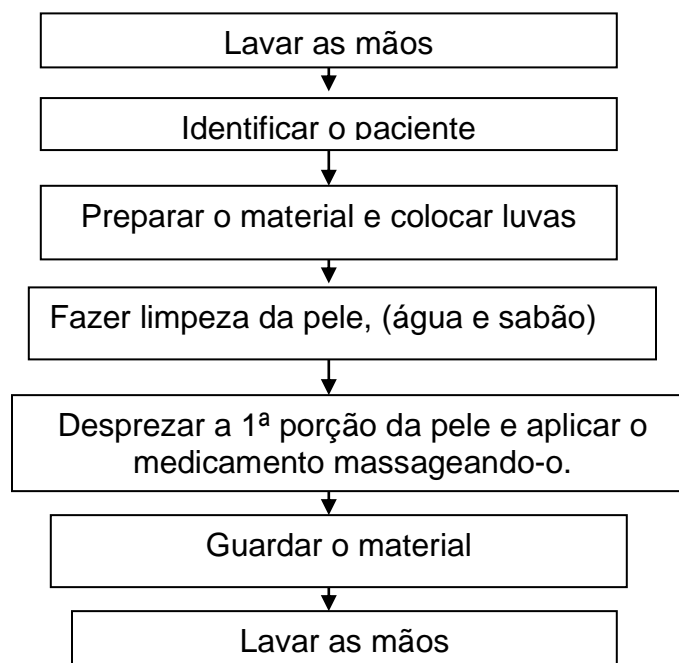 Lavar as mãos
Identificar o paciente
Preparar o material e colocar luvas
Fazer limpeza da pele, (água e sabão)
Desprezar a 1ª porção da pele e aplicar o
medicamento massageando-o.
Guardar o material
Lavar as mãos